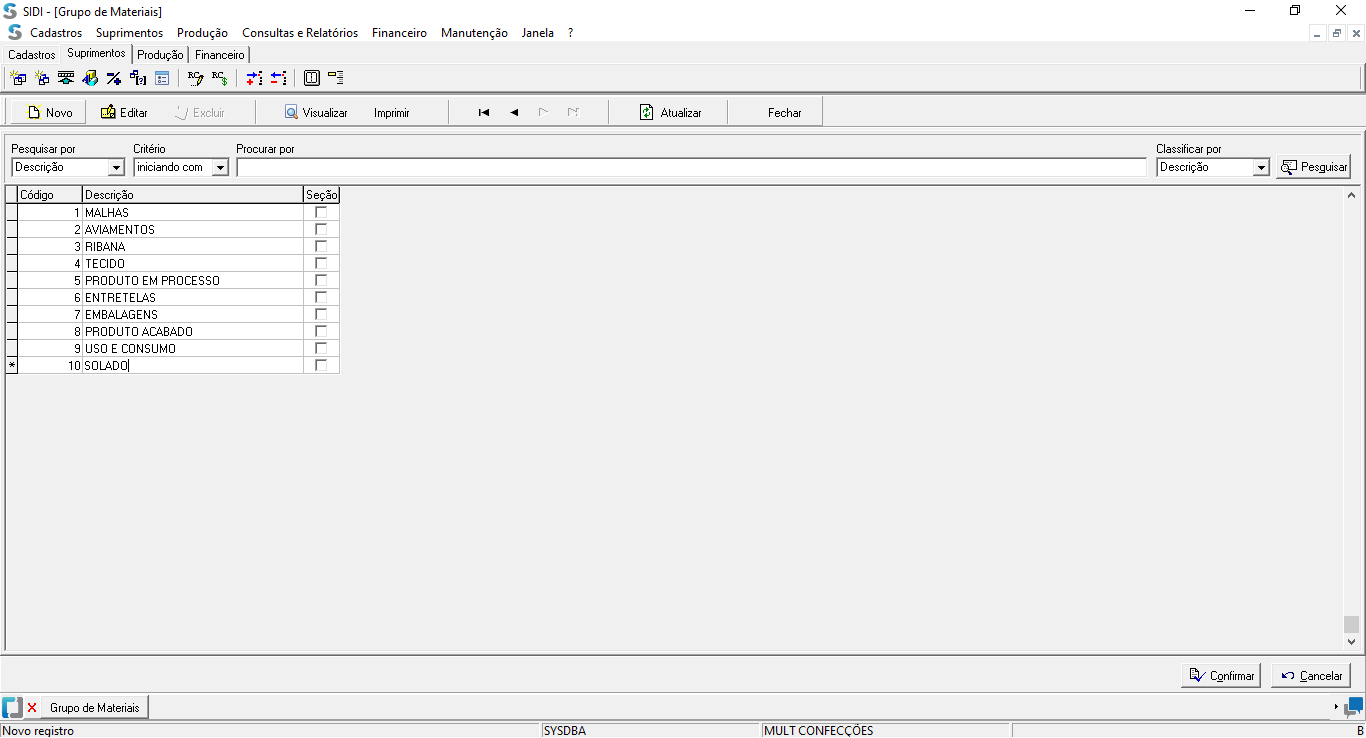 SIDI - [Grupo de Materiais]
Cadastros Suprimentos Produção Consultas e Relatórios Financeiro Manutenção Janela ?
Cadastros Suprimentos Produção Financeiro
Novo Editar Excluir Visualizar Imprimir Atualizar Fechar
Pesquisar por Critério Procurar por Classificar por
Descrição iniciando com Descrição Pesquisar
Código Descrição Seção
1 MALHAS
2 AVIAMENTOS
3 RIBANA
4 TECIDO
5 PRODUTO EM PROCESSO
6 ENTRETELAS
7 EMBALAGENS
8 PRODUTO ACABADO
9 USO E CONSUMO
* 10 SOLADO
Confirmar Cancelar
Grupo de Materiais
Novo registro SYSDBA MULT CONFECÇÕES B